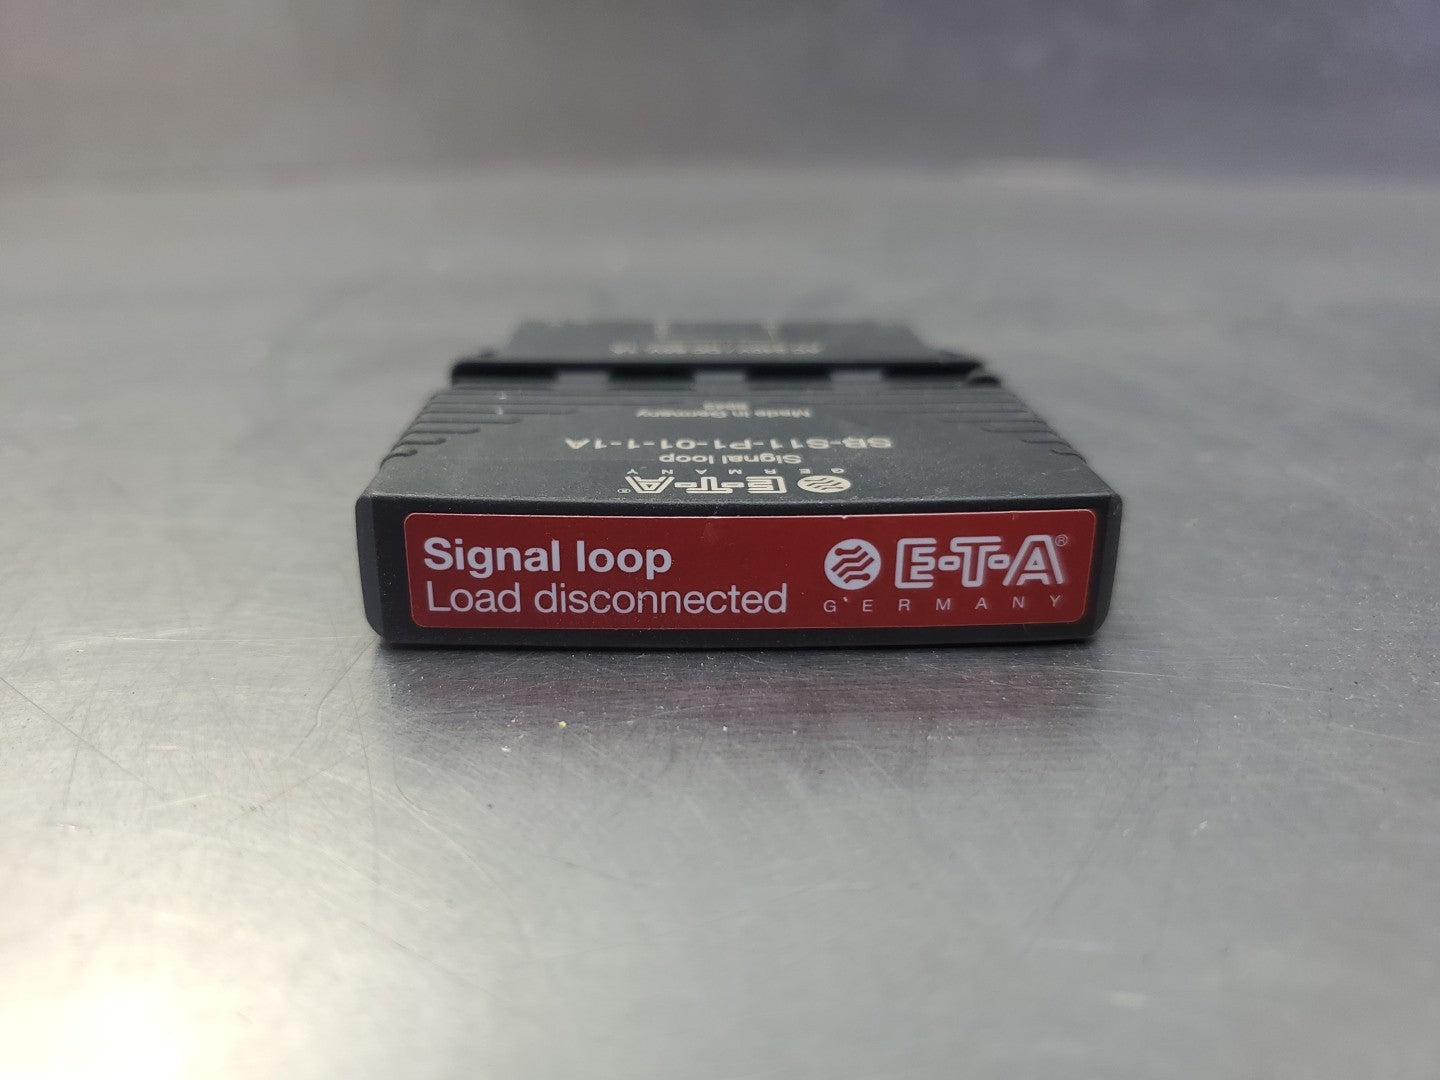 Signal loop
Load disconnected
E-T-A®
GERMANY
E-T-A®
GERMANY
Signal loop
SB-S11-P1-01-1-1A
Made in Germany